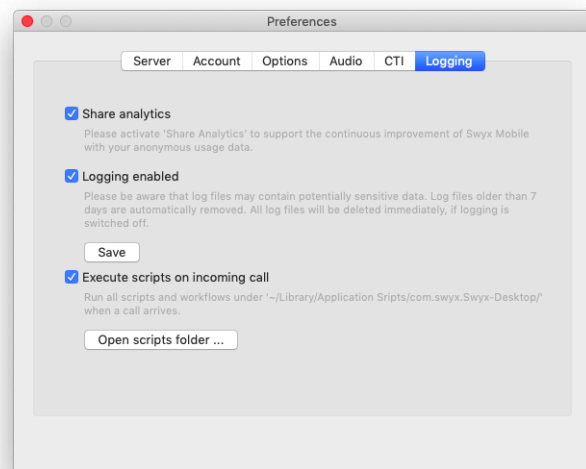 Preferences
Server Account Options Audio CTI Logging
Share analytics
Please activate 'Share Analytics' to support the continuous improvement of Swyx Mobile
with your anonymous usage data.
Logging enabled
Please be aware that log files may contain potentially sensitive data. Log files older than 7
days are automatically removed. All log files will be deleted immediately, if logging is
switched off.
Save
Execute scripts on incoming call
Run all scripts and workflows under '~/Library/Application Sripts/com.swyx.Swyx-Desktop/'
when a call arrives.
Open scripts folder ...